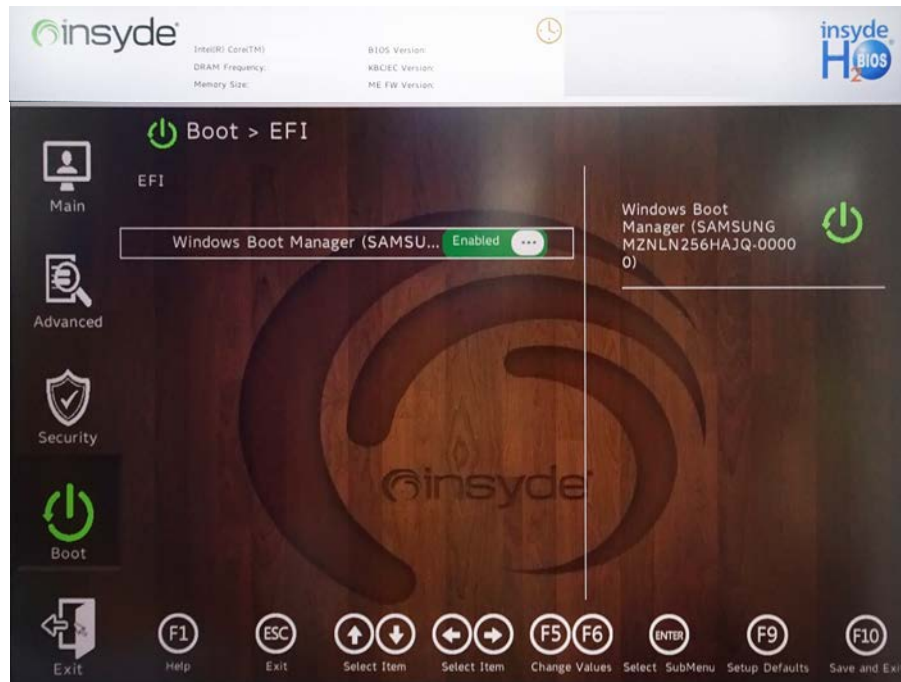 insyde
Intel(R) Core(TM)
BIOS Version:
DRAM Frequency:
KBC/EC Version:
Memory Size:
ME FW Version:
insyde
H2 BIOS
Boot > EFI
EFI
Main
Windows Boot
Manager (SAMSUNG
MZNLN256HAJQ-0000
0)
Windows Boot Manager (SAMSU... Enabled
Advanced
Security
insyde
Boot
F1
ESC
F5
F6
ENTER
F9
F10
Exit
Help
Exit
Select Item
Select Item
Change Values
Select SubMenu
Setup Defaults
Save and Exi